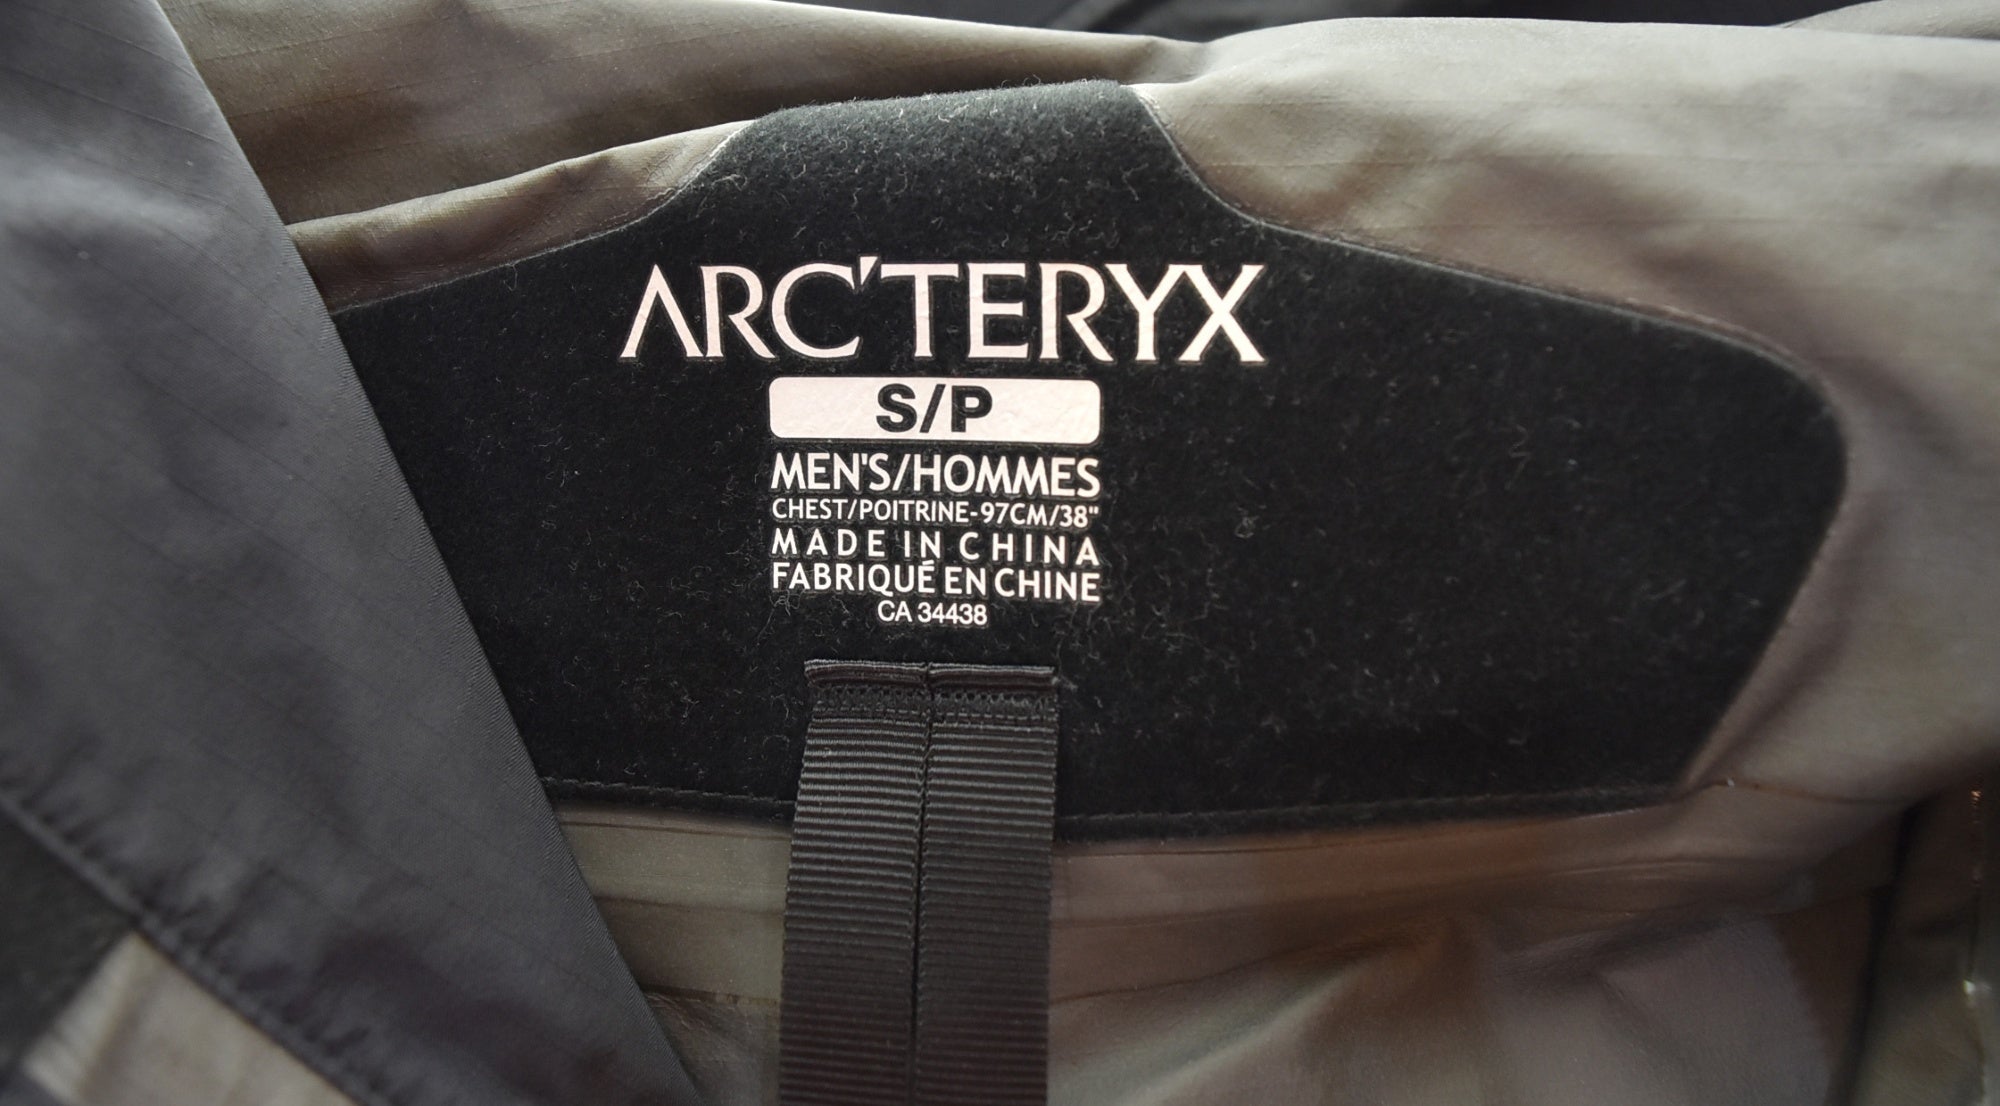 ARC'TERYX
S/P
MEN'S/HOMMES
CHEST/POITRINE-97CM/38"
MADE IN CHINA
FABRIQUÉ EN CHINE
CA 34438